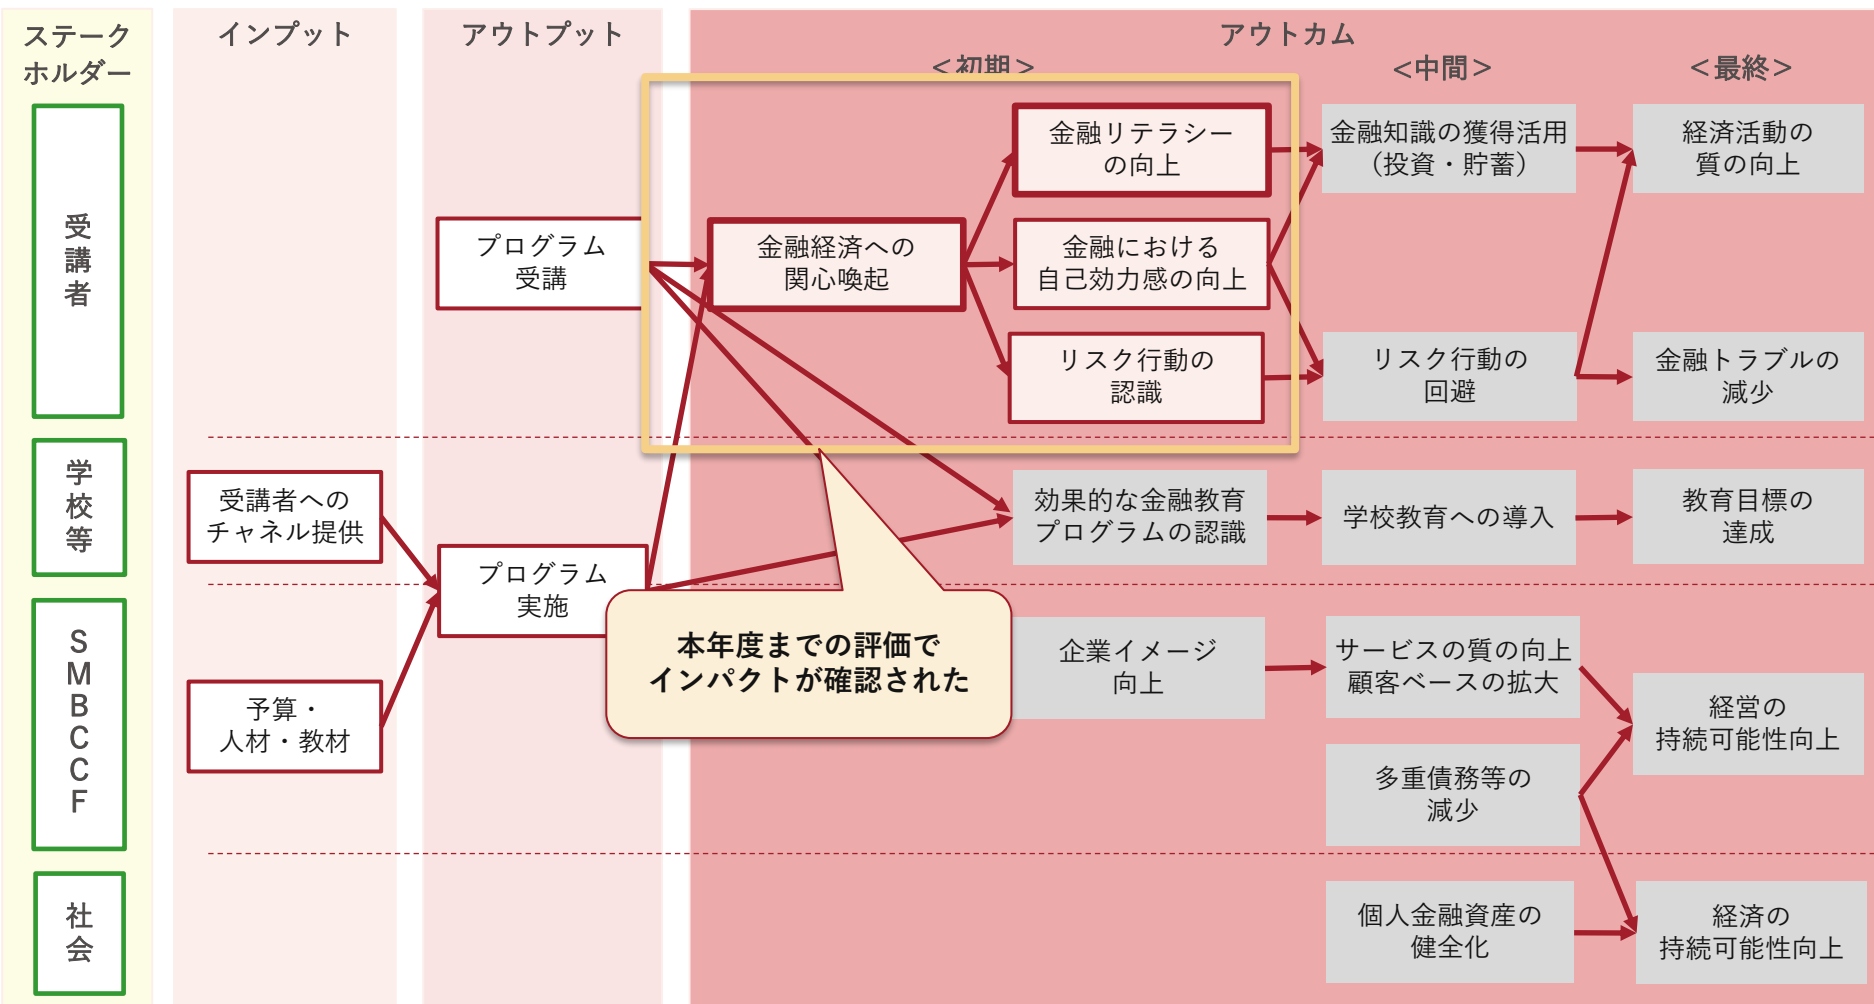 ステーク
ホルダー
インプット
アウトプット
アウトカム
＜初期＞
＜中間＞
＜最終＞
受講者
プログラム
受講
金融経済への
関心喚起
金融リテラシー
の向上
金融における
自己効力感の向上
リスク行動の
認識
金融知識の獲得活用
（投資・貯蓄）
リスク行動の
回避
経済活動の
質の向上
金融トラブルの
減少
学校等
受講者への
チャネル提供
効果的な金融教育
プログラムの認識
学校教育への導入
教育目標の
達成
プログラム
実施
本年度までの評価で
インパクトが確認された
SMBCCF
予算・
人材・教材
企業イメージ
向上
サービスの質の向上
顧客ベースの拡大
多重債務等の
減少
経営の
持続可能性向上
社会
個人金融資産の
健全化
経済の
持続可能性向上